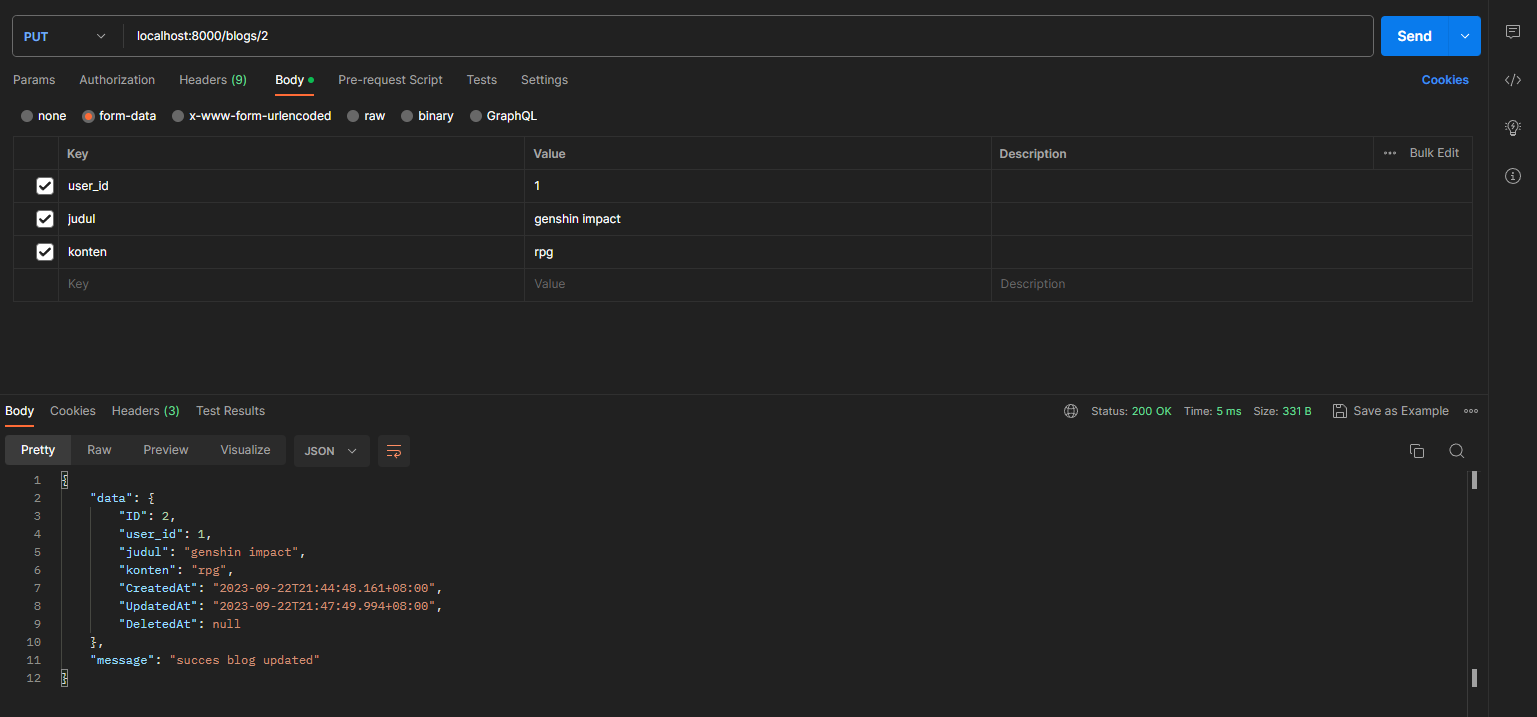 PUT localhost:8000/blogs/2 Send
Params Authorization Headers (9) Body Pre-request Script Tests Settings Cookies
none form-data x-www-form-urlencoded raw binary GraphQL
Key Value Description ••• Bulk Edit
user_id 1
judul genshin impact
konten rpg
Key Value Description
Body Cookies Headers (3) Test Results Status: 200 OK Time: 5 ms Size: 331 B Save as Example
Pretty Raw Preview Visualize JSON
1 {
2 "data": {
3 "ID": 2,
4 "user_id": 1,
5 "judul": "genshin impact",
6 "konten": "rpg",
7 "CreatedAt": "2023-09-22T21:44:48.161+08:00",
8 "UpdatedAt": "2023-09-22T21:47:49.994+08:00",
9 "DeletedAt": null
10 },
11 "message": "succes blog updated"
12 }